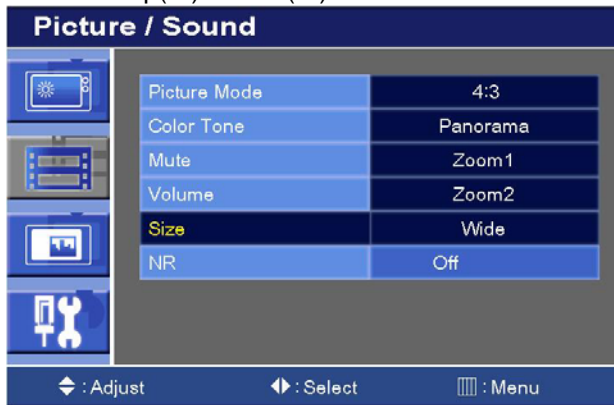 Picture / Sound
Picture Mode 4:3
Color Tone Panorama
Mute Zoom1
Volume Zoom2
Size Wide
NR Off
: Adjust : Select : Menu